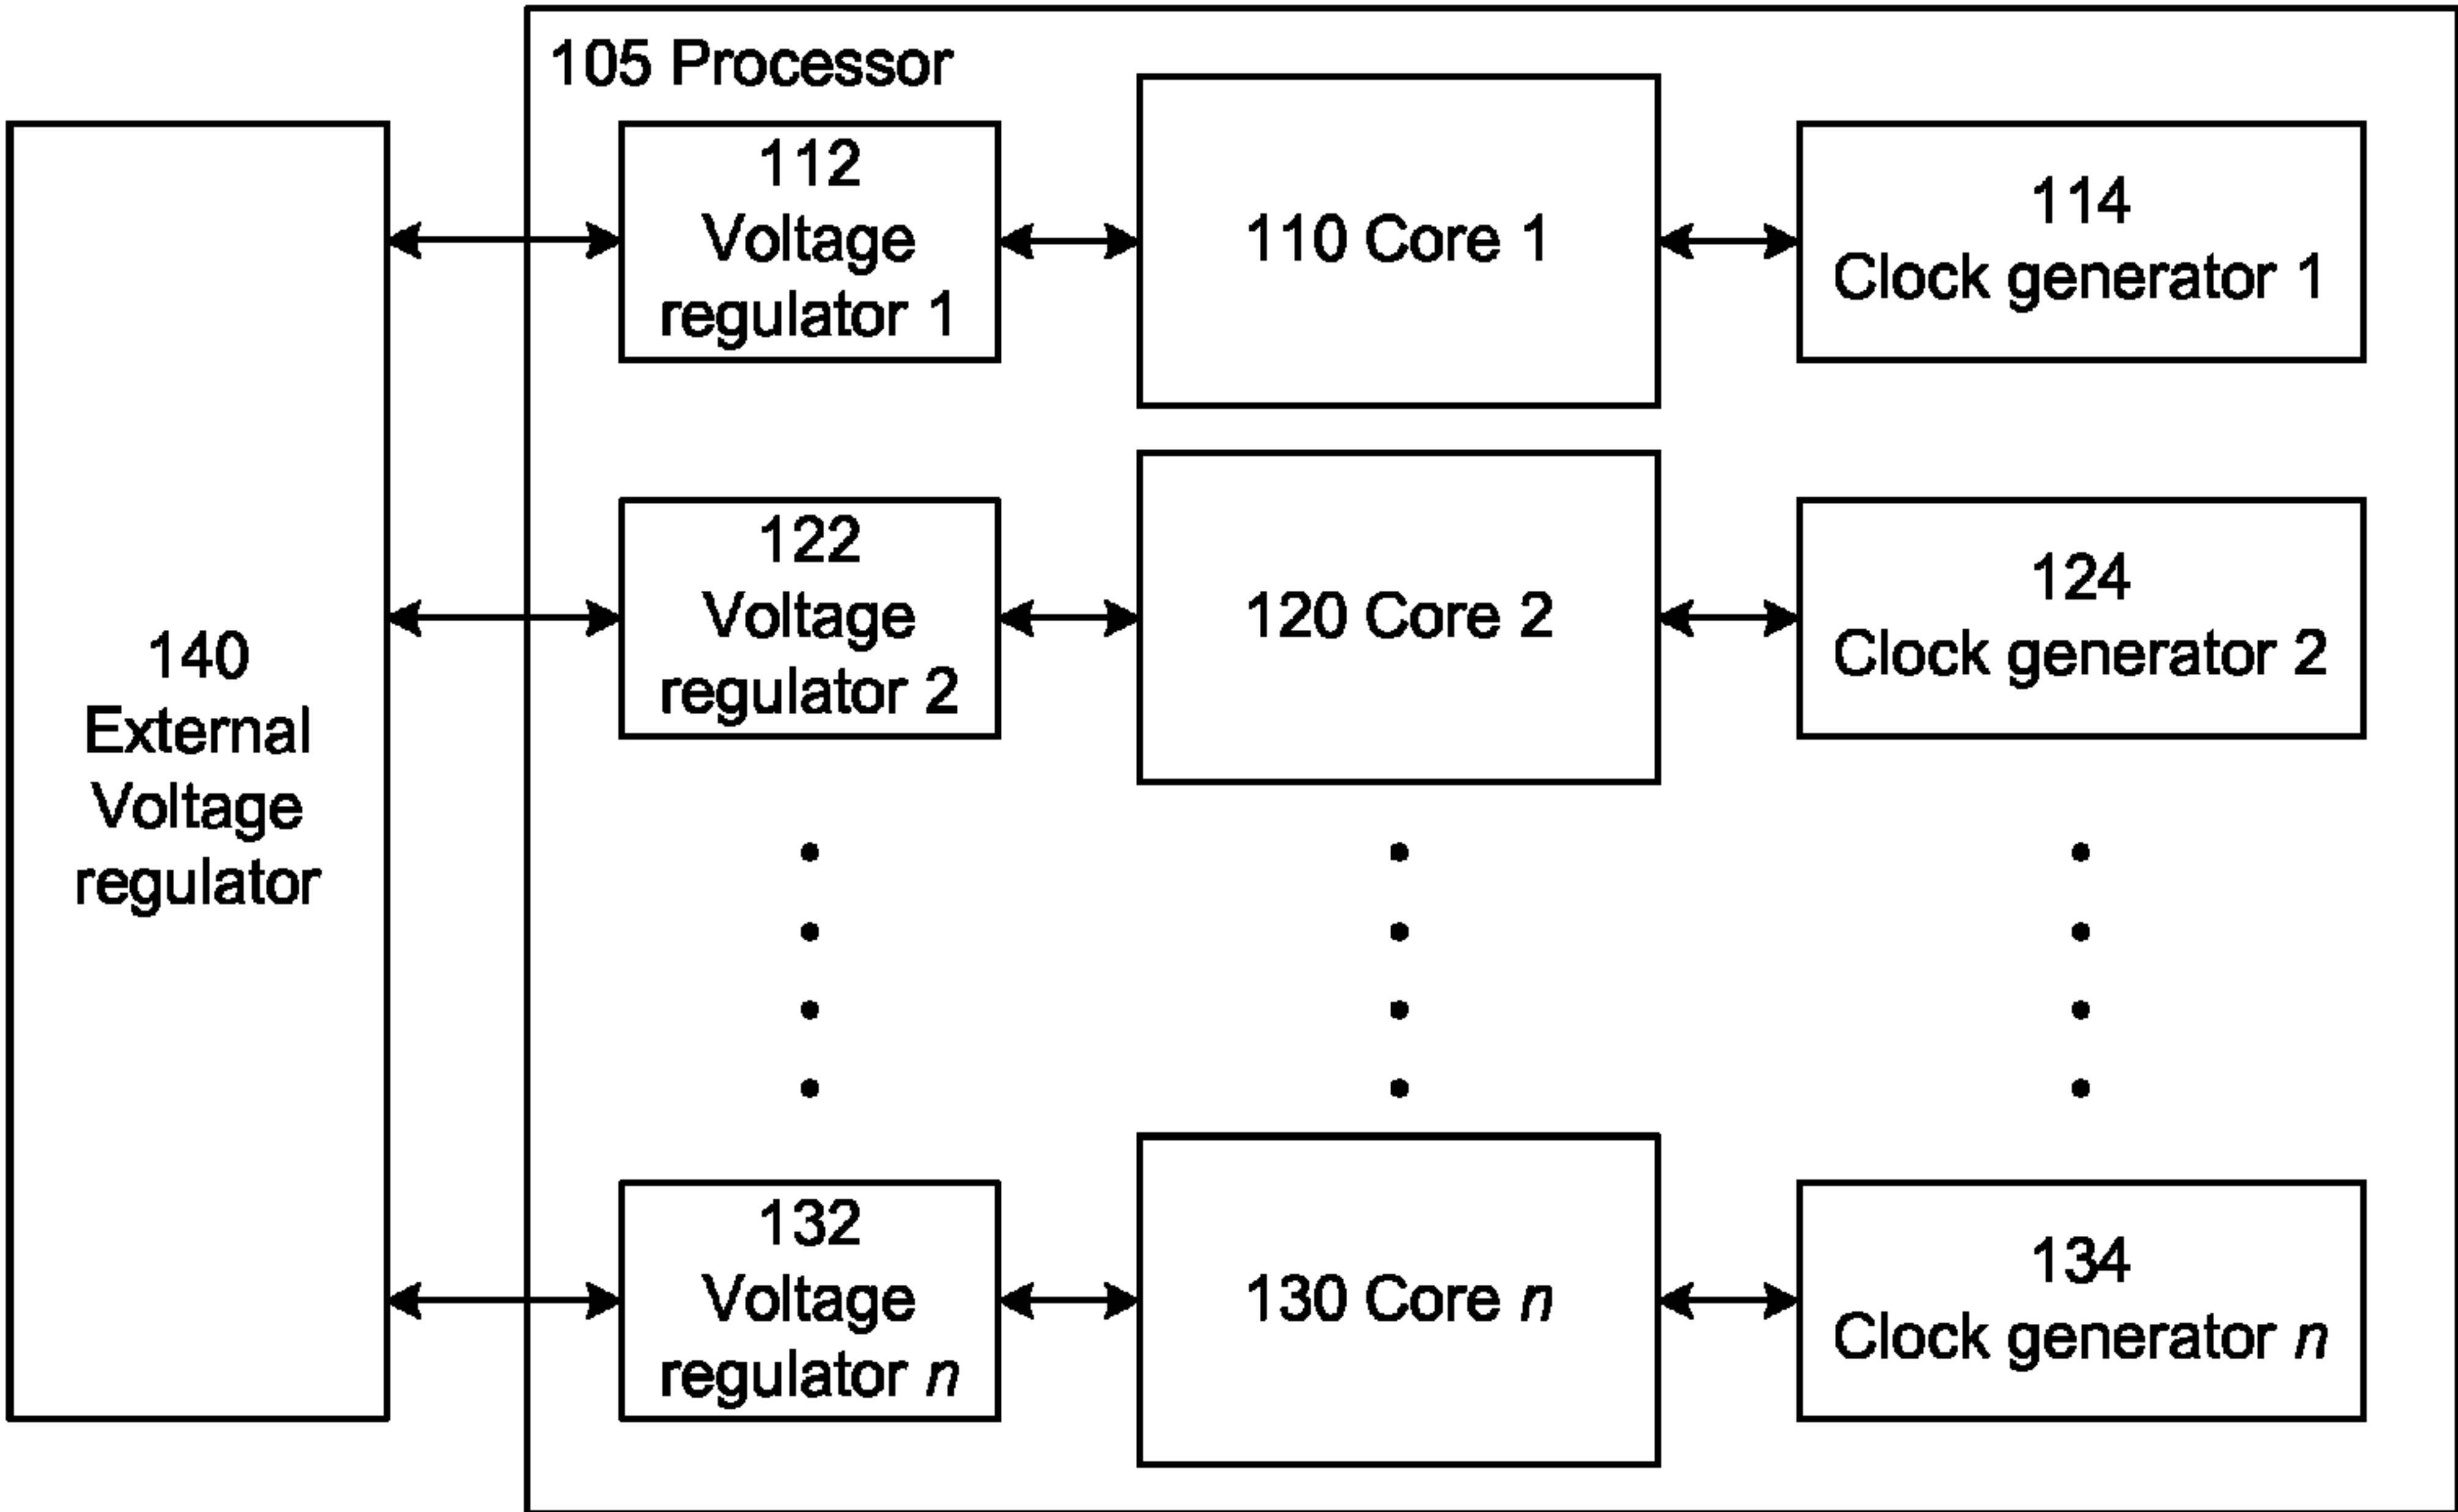 105 Processor
112
Voltage
regulator 1
110 Core 1
114
Clock generator 1
122
Voltage
regulator 2
120 Core 2
124
Clock generator 2
140
External
Voltage
regulator
132
Voltage
regulator n
130 Core n
134
Clock generator n